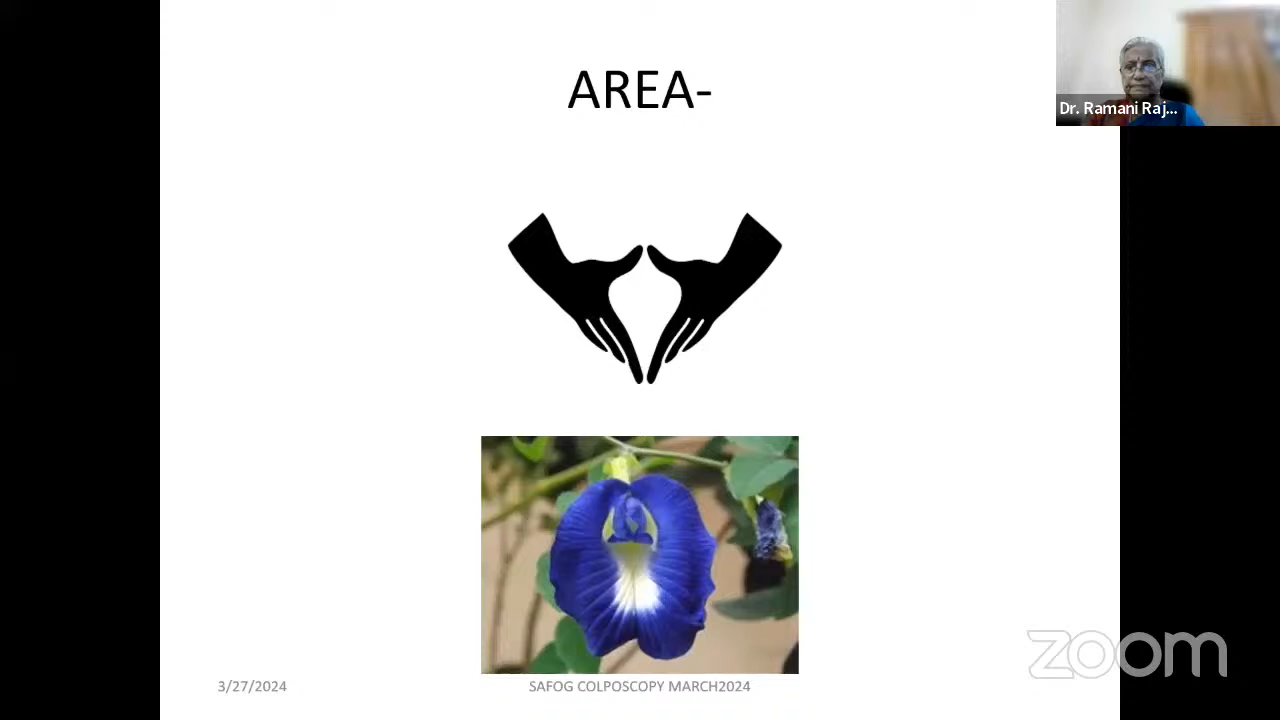 AREA-
Dr. Ramani Raj...
3/27/2024
SAFOG COLPOSCOPY MARCH2024
zoom